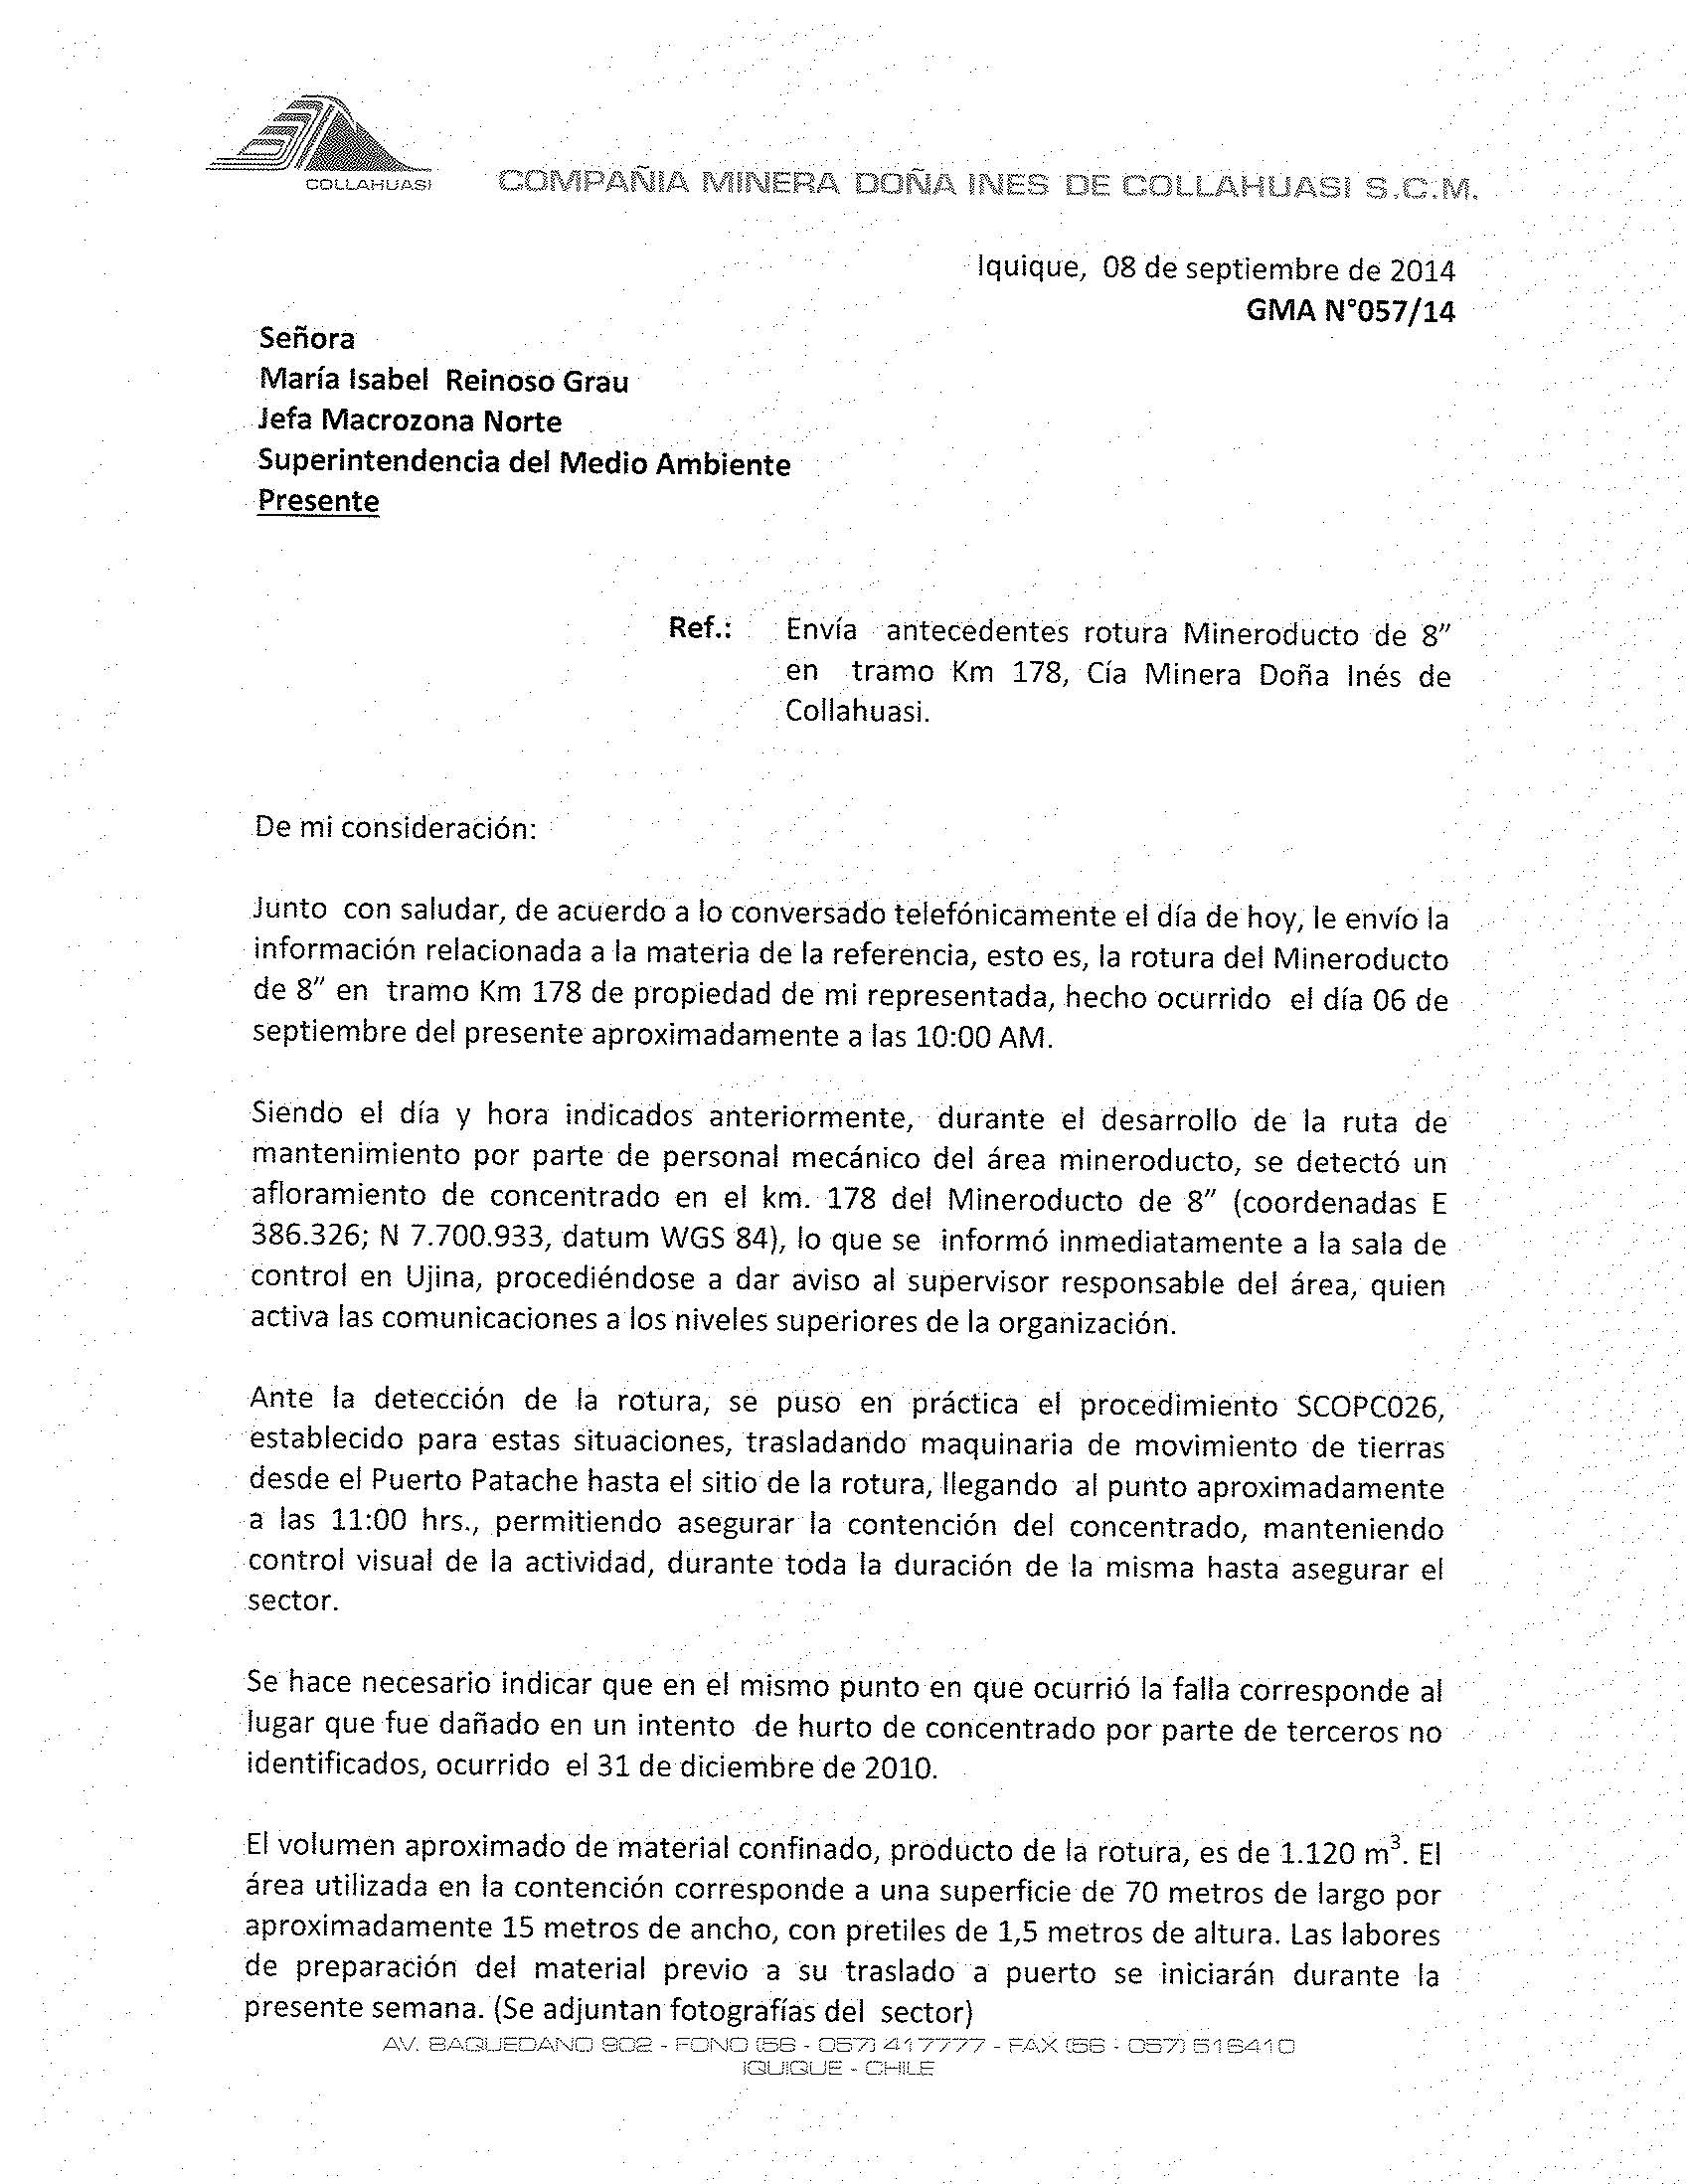 COLLAHUASI
COMPAÑIA MINERA DOÑA INES DE COLLAHUASI S.C.M.
Iquique, 08 de septiembre de 2014
GMA N°057/14
Señora
María Isabel Reinoso Grau
Jefa Macrozona Norte
Superintendencia del Medio Ambiente
Presente
Ref.: Envía antecedentes rotura Mineroducto de 8”
en tramo Km 178, Cía Minera Doña Inés de
Collahuasi.
De mi consideración:
Junto con saludar, de acuerdo a lo conversado telefónicamente el día de hoy, le envío la
información relacionada a la materia de la referencia, esto es, la rotura del Mineroducto
de 8” en tramo Km 178 de propiedad de mi representada, hecho ocurrido el día 06 de
septiembre del presente aproximadamente a las 10:00 AM.
Siendo el día y hora indicados anteriormente, durante el desarrollo de la ruta de
mantenimiento por parte de personal mecánico del área mineroducto, se detectó un
afloramiento de concentrado en el km. 178 del Mineroducto de 8” (coordenadas E
386.326; N 7.700.933, datum WGS 84), lo que se informó inmediatamente a la sala de
control en Ujina, procediéndose a dar aviso al supervisor responsable del área, quien
activa las comunicaciones a los niveles superiores de la organización.
Ante la detección de la rotura, se puso en práctica el procedimiento SCOPC026,
establecido para estas situaciones, trasladando maquinaria de movimiento de tierras
desde el Puerto Patache hasta el sitio de la rotura, llegando al punto aproximadamente
a las 11:00 hrs., permitiendo asegurar la contención del concentrado, manteniendo
control visual de la actividad, durante toda la duración de la misma hasta asegurar el
sector.
Se hace necesario indicar que en el mismo punto en que ocurrió la falla corresponde al
lugar que fue dañado en un intento de hurto de concentrado por parte de terceros no
identificados, ocurrido el 31 de diciembre de 2010.
El volumen aproximado de material confinado, producto de la rotura, es de 1.120 m³. El
área utilizada en la contención corresponde a una superficie de 70 metros de largo por
aproximadamente 15 metros de ancho, con pretiles de 1,5 metros de altura. Las labores
de preparación del material previo a su traslado a puerto se iniciarán durante la
presente semana. (Se adjuntan fotografías del sector)
AV. BAQUEDANO 902 - FONO (56 - 057) 417777 - FAX (56 - 057) 516410
IQUIQUE - CHILE